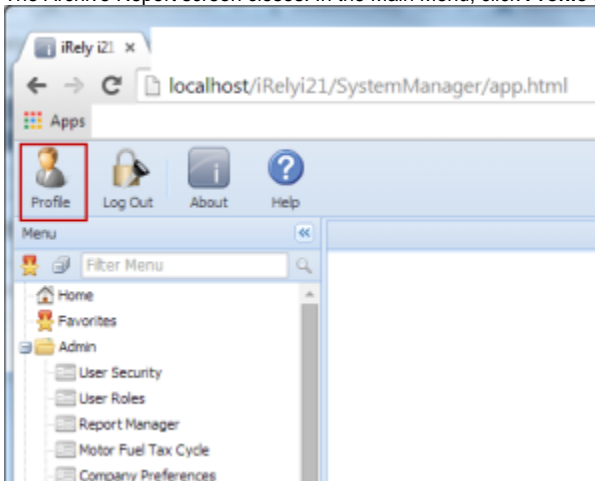 iRely i21 ×
localhost/iRelyi21/SystemManager/app.html
Apps
Profile Log Out About Help
Menu
Filter Menu
Home
Favorites
Admin
User Security
User Roles
Report Manager
Motor Fuel Tax Cycle
Company Preferences